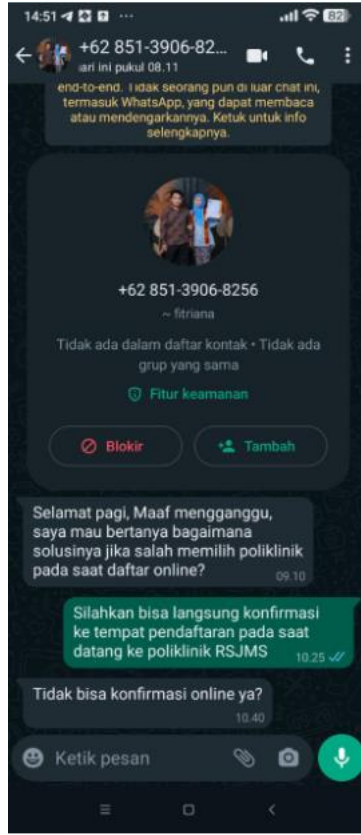 14:51
82
+62 851-3906-82...
ari ini pukul 08.11
end-to-end. Tidak seorang pun di luar chat ini,
termasuk WhatsApp, yang dapat membaca
atau mendengarkannya. Ketuk untuk info
selengkapnya.
+62 851-3906-8256
~ fitriana
Tidak ada dalam daftar kontak • Tidak ada
grup yang sama
Fitur keamanan
Blokir
Tambah
Selamat pagi, Maaf mengganggu,
saya mau bertanya bagaimana
solusinya jika salah memilih poliklinik
pada saat daftar online?
09.10
Silahkan bisa langsung konfirmasi
ke tempat pendaftaran pada saat
datang ke poliklinik RSJMS
10.25
Tidak bisa konfirmasi online ya?
10.40
Ketik pesan